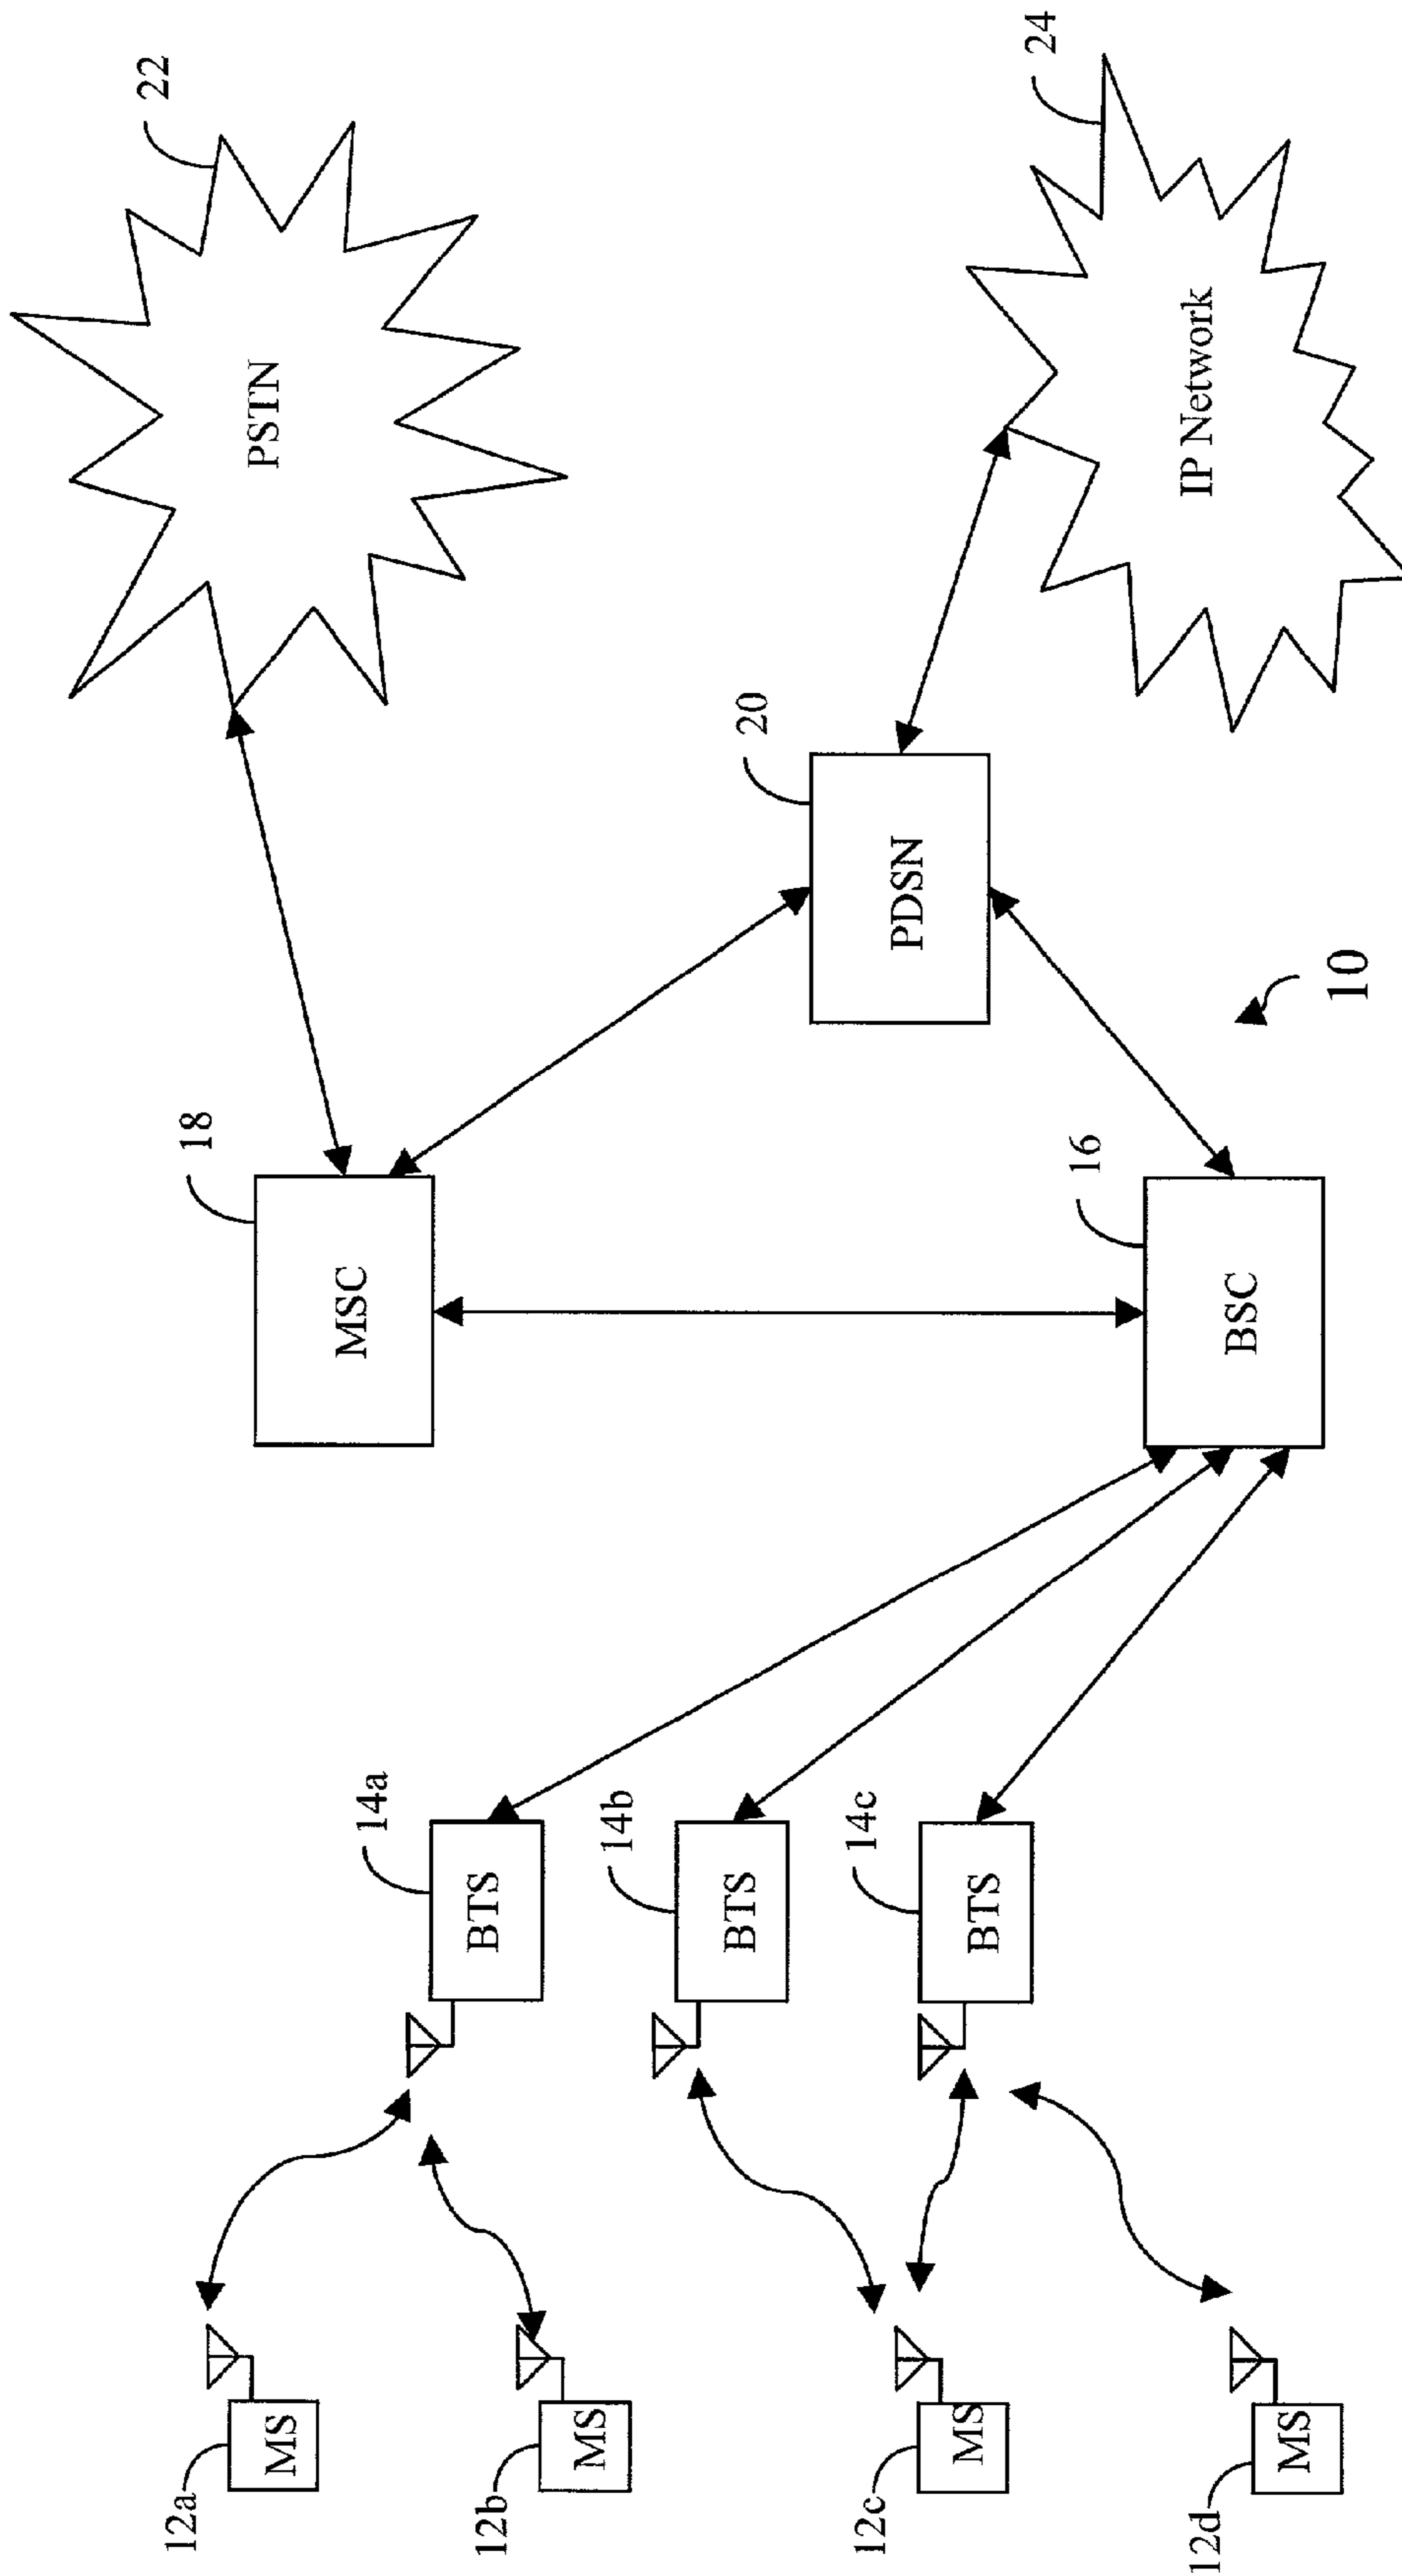 12a
MS
12b
MS
12c
MS
12d
MS
14a
BTS
14b
BTS
14c
BTS
18
MSC
16
BSC
10
20
PDSN
22
PSTN
24
IP Network